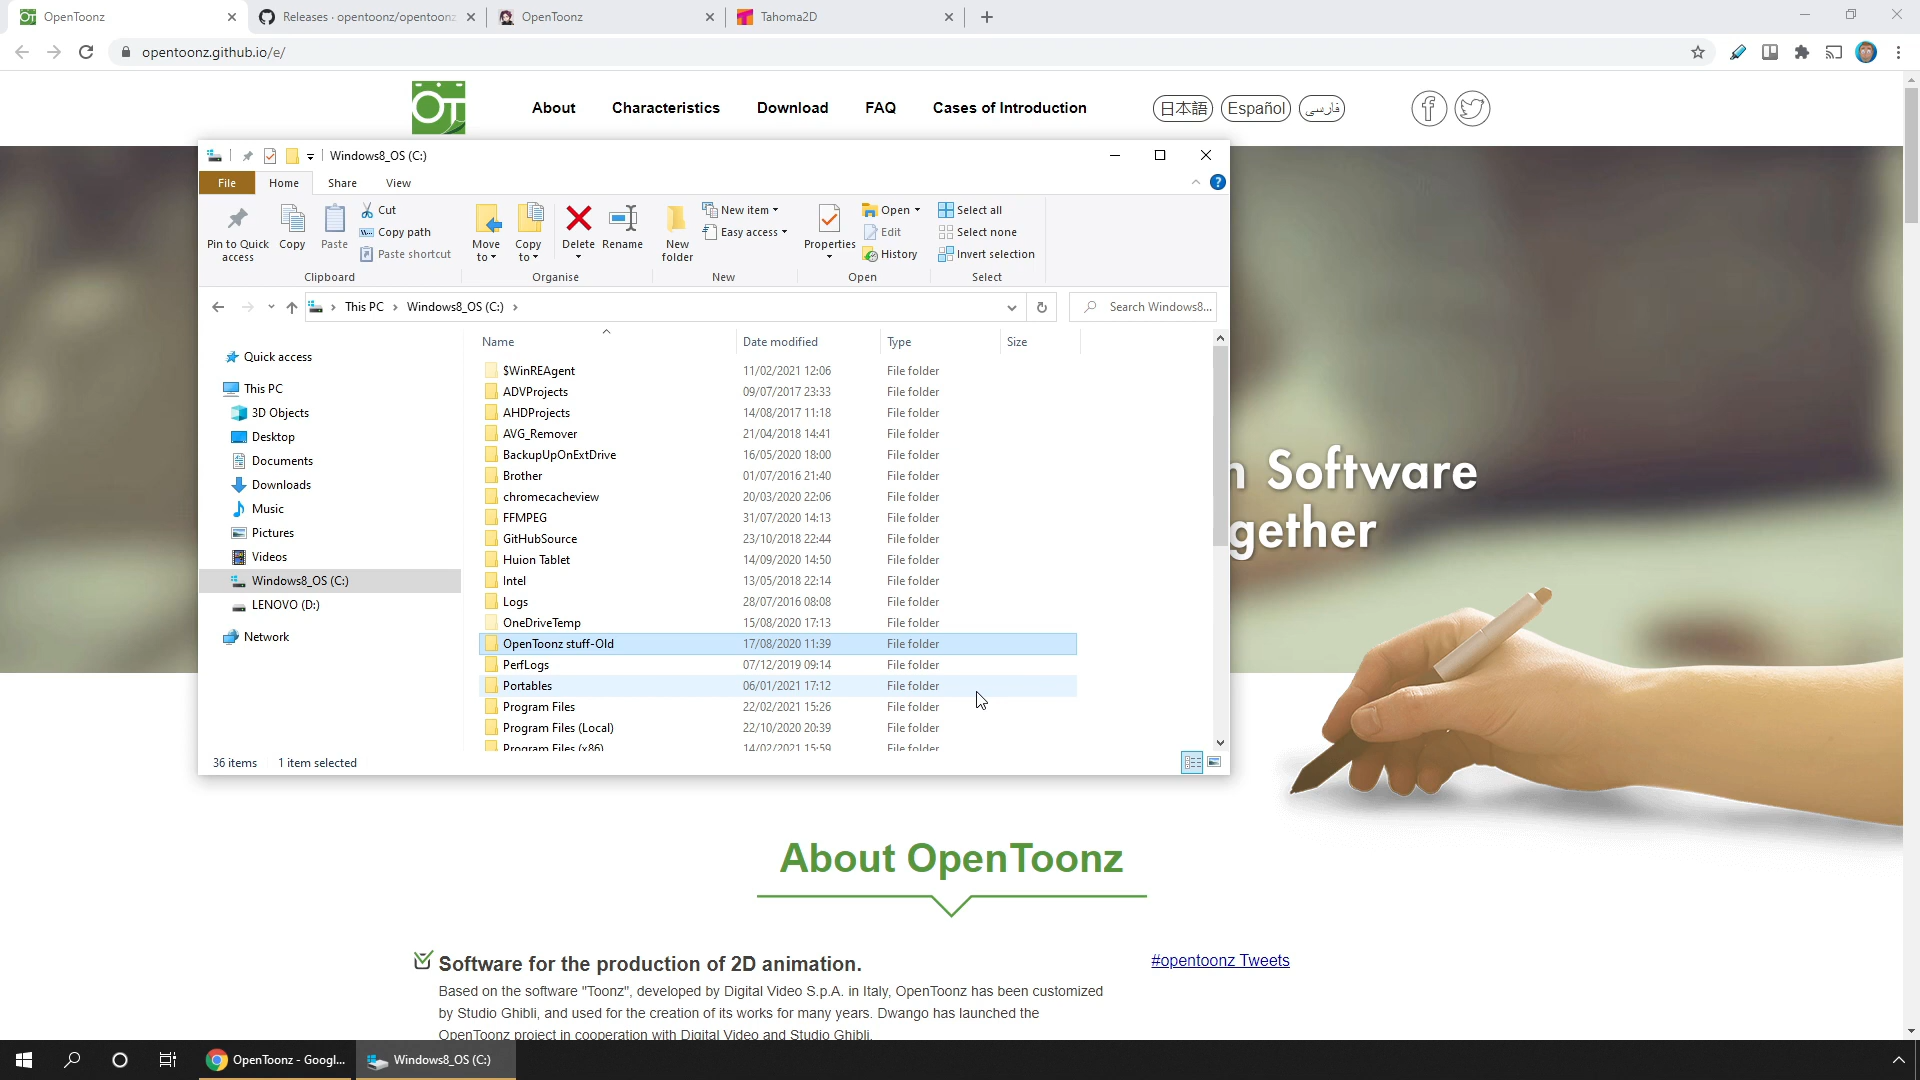 OpenToonz
Releases · opentoonz/opentoonz
OpenToonz
Tahoma2D
opentoonz.github.io/e/
OT
About
Characteristics
Download
FAQ
Cases of Introduction
日本語
Español
فارسی
Windows8_OS (C:)
File
Home
Share
View
Pin to Quick access
Copy
Paste
Cut
Copy path
Paste shortcut
Clipboard
Move to
Copy to
Delete
Rename
Organise
New folder
New item
Easy access
New
Properties
Open
Edit
History
Open
Select all
Select none
Invert selection
Select
This PC
Windows8_OS (C:)
Search Windows8...
Quick access
This PC
3D Objects
Desktop
Documents
Downloads
Music
Pictures
Videos
Windows8_OS (C:)
LENOVO (D:)
Network
Name Date modified Type Size
$WinREAgent 11/02/2021 12:06 File folder
ADVProjects 09/07/2017 23:33 File folder
AHDProjects 14/08/2017 11:18 File folder
AVG_Remover 21/04/2018 14:41 File folder
BackupUpOnExtDrive 16/05/2020 18:00 File folder
Brother 01/07/2016 21:40 File folder
chromecacheview 20/03/2020 22:06 File folder
FFMPEG 31/07/2020 14:13 File folder
GitHubSource 23/10/2018 22:44 File folder
Huion Tablet 14/09/2020 14:50 File folder
Intel 13/05/2018 22:14 File folder
Logs 28/07/2016 08:08 File folder
OneDriveTemp 15/08/2020 17:13 File folder
OpenToonz stuff-Old 17/08/2020 11:39 File folder
PerfLogs 07/12/2019 09:14 File folder
Portables 06/01/2021 17:12 File folder
Program Files 22/02/2021 15:26 File folder
Program Files (Local) 22/10/2020 20:39 File folder
Program Files (x86) 14/02/2021 15:59 File folder
36 items
1 item selected
n Software
gether
About OpenToonz
Software for the production of 2D animation.
Based on the software "Toonz", developed by Digital Video S.p.A. in Italy, OpenToonz has been customized
by Studio Ghibli, and used for the creation of its works for many years. Dwango has launched the
OpenToonz project in cooperation with Digital Video and Studio Ghibli.
#opentoonz Tweets
OpenToonz - Googl...
Windows8_OS (C:)